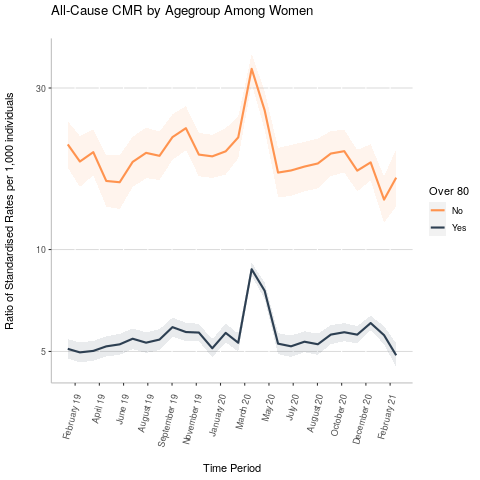 All-Cause CMR by Agegroup Among Women
Ratio of Standardised Rates per 1,000 Individuals
30
10
5
February 19
April 19
June 19
August 19
September 19
November 19
January 20
March 20
May 20
July 20
August 20
October 20
December 20
February 21
Time Period
Over 80
No
Yes